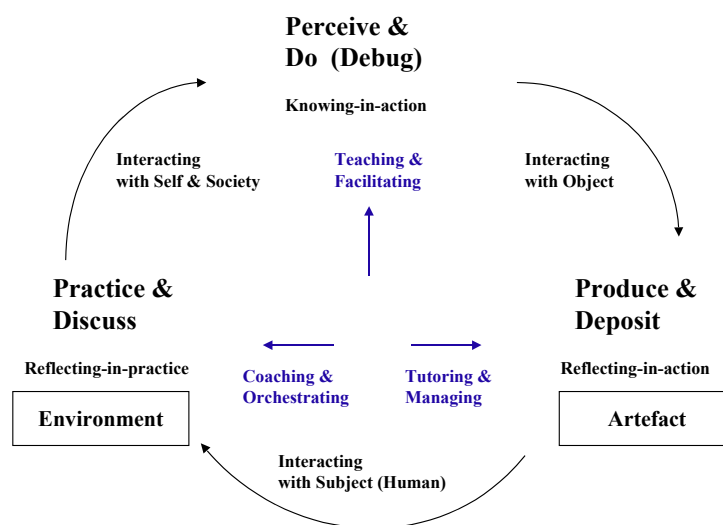 Perceive &
Do (Debug)
Knowing-in-action
Interacting
with Self & Society
Teaching &
Facilitating
Interacting
with Object
Practice &
Discuss
Produce &
Deposit
Reflecting-in-practice
Coaching &
Orchestrating
Tutoring &
Managing
Reflecting-in-action
Environment
Artefact
Interacting
with Subject (Human)